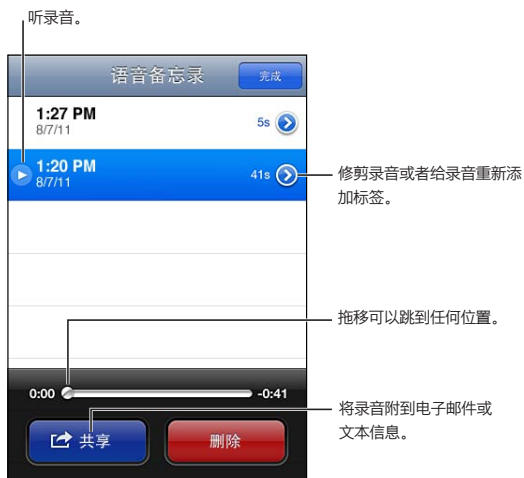 听录音。
语音备忘录
完成
1:27 PM
8/7/11
5s
1:20 PM
8/7/11
41s
修剪录音或者给录音重新添
加标签。
拖移可以跳到任何位置。
0:00
-0:41
将录音附到电子邮件或
文本信息。
共享
删除